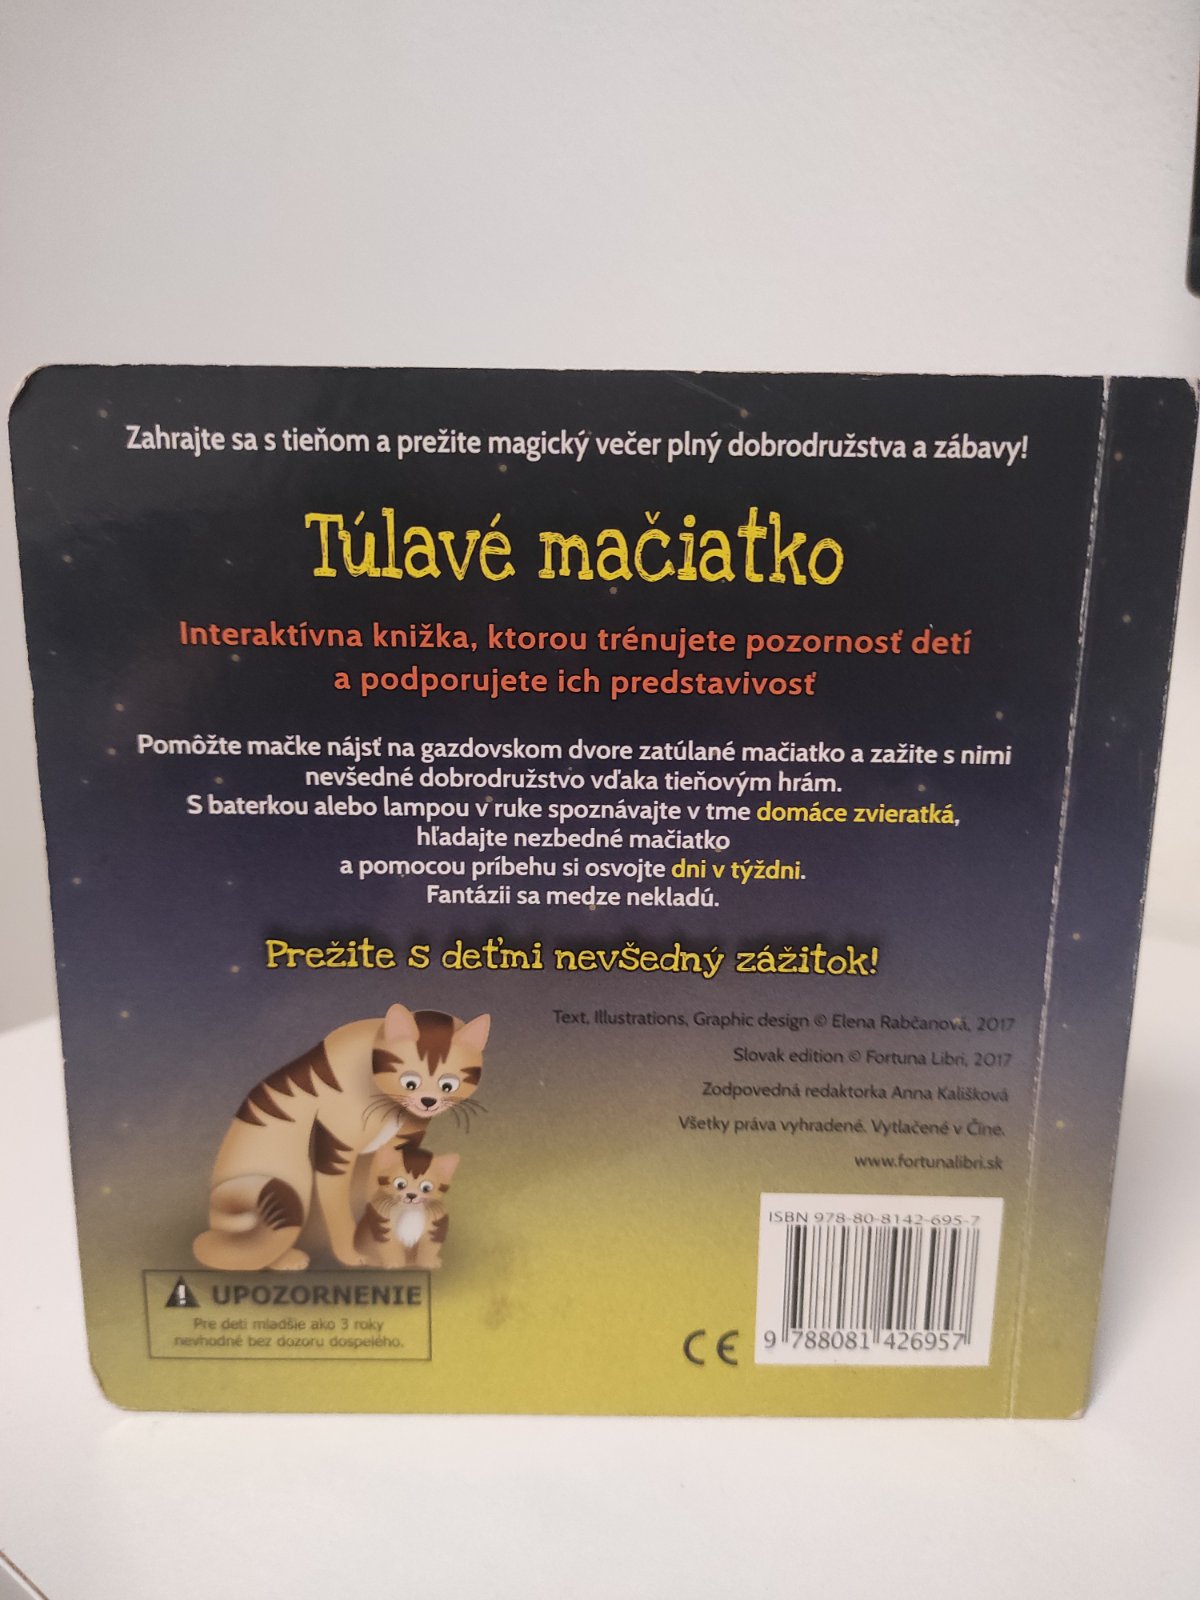 Zahrajte sa s tieňom a prežite magický večer plný dobrodružstva a zábavy!
Túlavé mačiatko
Interaktívna knižka, ktorou trénujete pozornosť detí
a podporujete ich predstavivosť
Pomôžte mačke nájsť na gazdovskom dvore zatúlané mačiatko a zažite s nimi
nevšedné dobrodružstvo vďaka tieňovým hrám.
S baterkou alebo lampou v ruke spoznávajte v tme domáce zvieratká,
hľadajte nezbedné mačiatko
a pomocou príbehu si osvojte dni v týždni.
Fantázii sa medze nekladú.
Prežite s deťmi nevšedný zážitok!
Text, Illustrations, Graphic design © Elena Rabčanová, 2017
Slovak edition © Fortuna Libri, 2017
Zodpovedná redaktorka Anna Kališková
Všetky práva vyhradené. Vytlačené v Číne.
www.fortunalibri.sk
UPOZORNENIE
Pre deti mladšie ako 3 roky
nevhodné bez dozoru dospelého.
CE
ISBN 978-80-8142-695-7
9 788081 426957